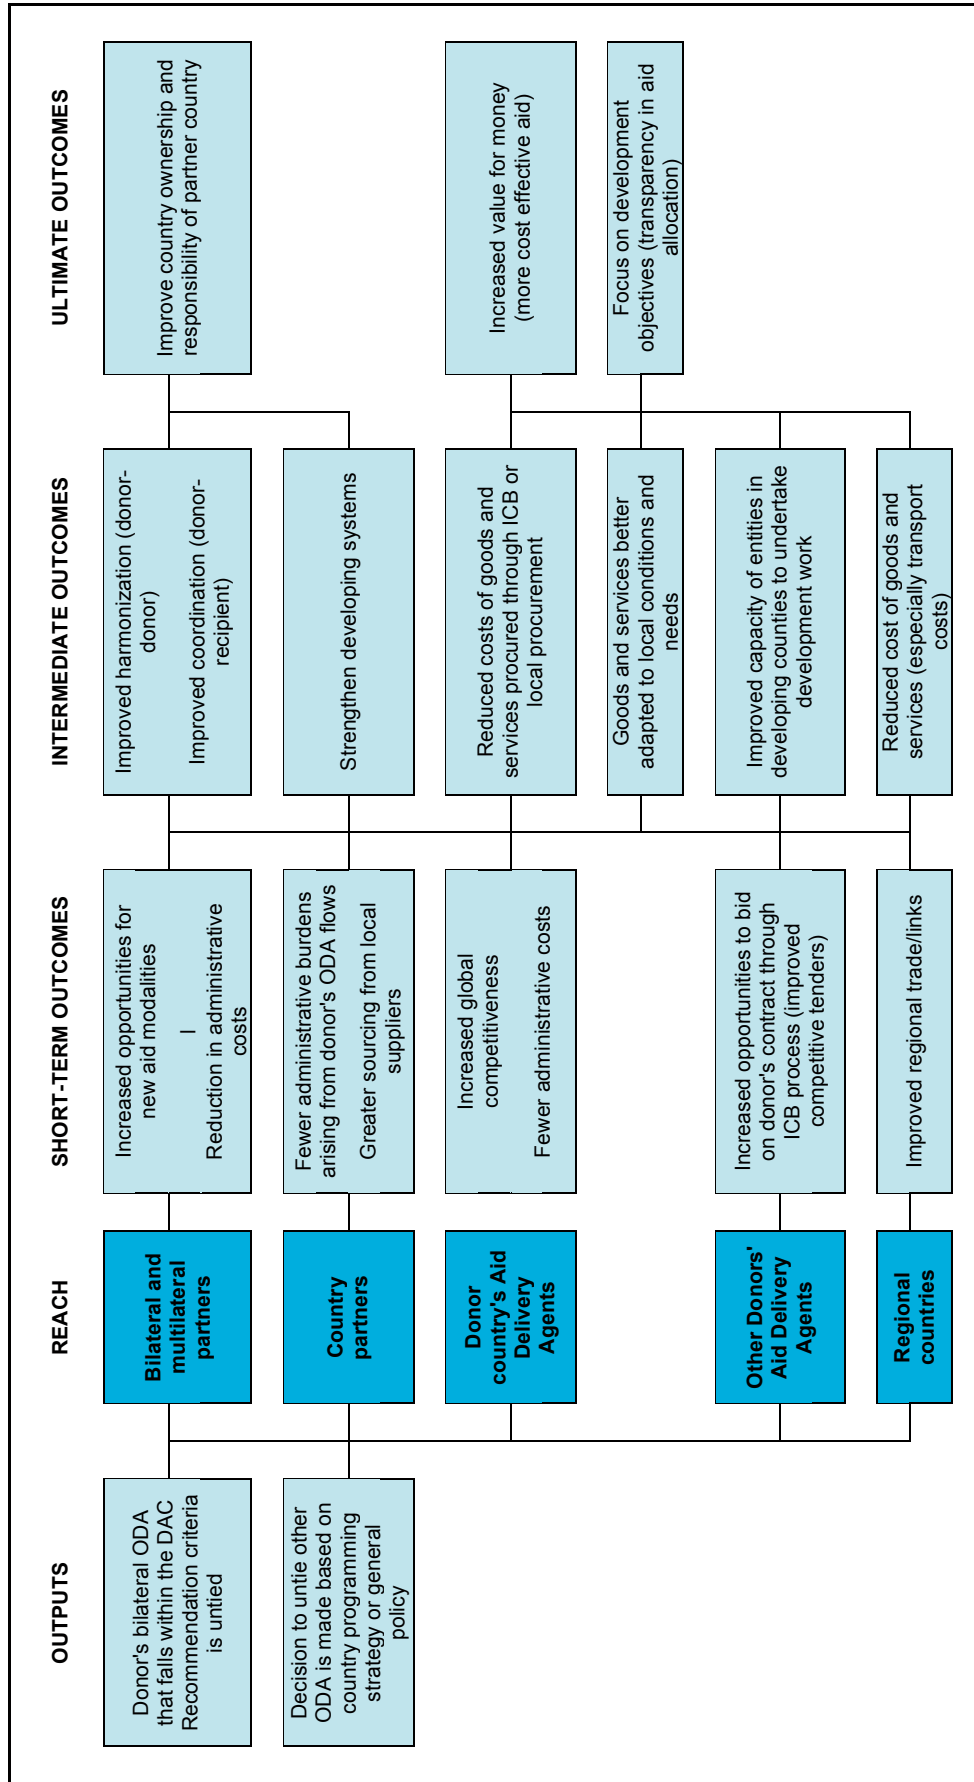 OUTPUTS
Donor's bilateral ODA
that falls within the DAC
Recommendation criteria
is untied
Decision to untie other
ODA is made based on
country programming
strategy or general
policy
REACH
Bilateral and
multilateral
partners
Country
partners
Donor
country's Aid
Delivery
Agents
Other Donors'
Aid Delivery
Agents
Regional
countries
SHORT-TERM OUTCOMES
Increased opportunities for
new aid modalities
I
Reduction in administrative
costs
Fewer administrative burdens
arising from donor's ODA flows
Greater sourcing from local
suppliers
Increased global
competitiveness
Fewer administrative costs
Increased opportunities to bid
on donor's contract through
ICB process (improved
competitive tenders)
Improved regional trade/links
INTERMEDIATE OUTCOMES
Improved harmonization (donor-
donor)
Improved coordination (donor-
recipient)
Strengthen developing systems
Reduced costs of goods and
services procured through ICB or
local procurement
Goods and services better
adapted to local conditions and
needs
Improved capacity of entities in
developing counties to undertake
development work
Reduced cost of goods and
services (especially transport
costs)
ULTIMATE OUTCOMES
Improve country ownership and
responsibility of partner country
Increased value for money
(more cost effective aid)
Focus on development
objectives (transparency in aid
allocation)